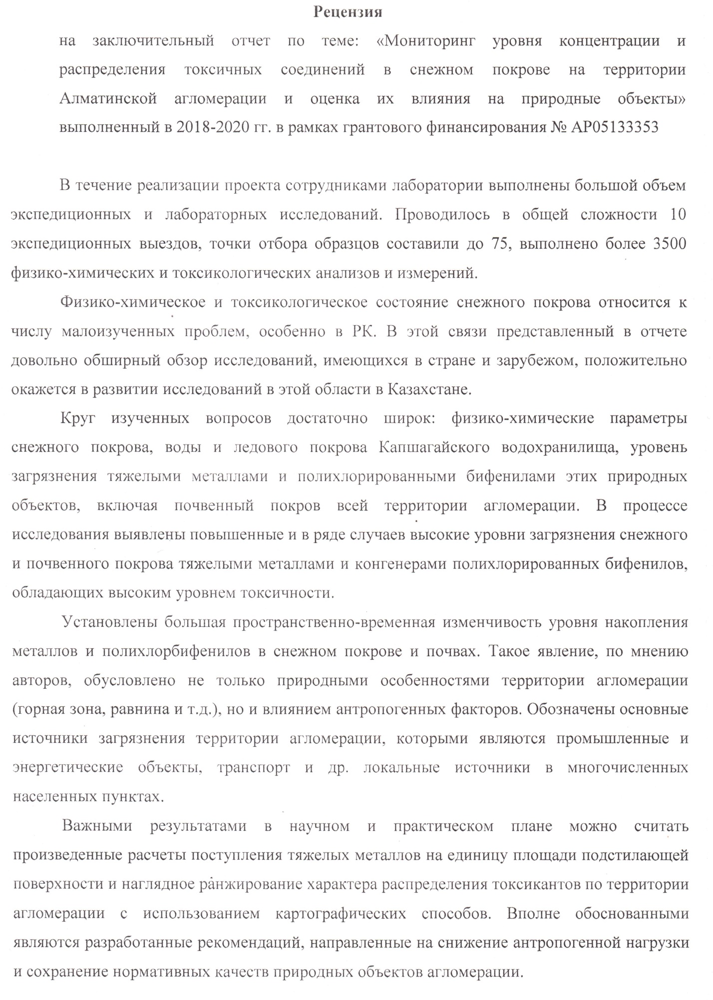 Рецензия
на заключительный отчет по теме: «Мониторинг уровня концентрации и
распределения токсичных соединений в снежном покрове на территории
Алматинской агломерации и оценка их влияния на природные объекты»
выполненный в 2018-2020 гг. в рамках грантового финансирования № АР05133353
В течение реализации проекта сотрудниками лаборатории выполнены большой объем
экспедиционных и лабораторных исследований. Проводилось в общей сложности 10
экспедиционных выездов, точки отбора образцов составили до 75, выполнено более 3500
физико-химических и токсикологических анализов и измерений.
Физико-химическое и токсикологическое состояние снежного покрова относится к
числу малоизученных проблем, особенно в РК. В этой связи представленный в отчете
довольно обширный обзор исследований, имеющихся в стране и зарубежом, положительно
окажется в развитии исследований в этой области в Казахстане.
Круг изученных вопросов достаточно широк: физико-химические параметры
снежного покрова, воды и ледового покрова Капшагайского водохранилища, уровень
загрязнения тяжелыми металлами и полихлорированными бифенилами этих природных
объектов, включая почвенный покров всей территории агломерации. В процессе
исследования выявлены повышенные и в ряде случаев высокие уровни загрязнения снежного
и почвенного покрова тяжелыми металлами и конгенерами полихлорированных бифенилов,
обладающих высоким уровнем токсичности.
Установлены большая пространственно-временная изменчивость уровня накопления
металлов и полихлорбифенилов в снежном покрове и почвах. Такое явление, по мнению
авторов, обусловлено не только природными особенностями территории агломерации
(горная зона, равнина и т.д.), но и влиянием антропогенных факторов. Обозначены основные
источники загрязнения территории агломерации, которыми являются промышленные и
энергетические объекты, транспорт и др. локальные источники в многочисленных
населенных пунктах.
Важными результатами в научном и практическом плане можно считать
произведенные расчеты поступления тяжелых металлов на единицу площади подстилающей
поверхности и наглядное ранжирование характера распределения токсикантов по территории
агломерации с использованием картографических способов. Вполне обоснованными
являются разработанные рекомендаций, направленные на снижение антропогенной нагрузки
и сохранение нормативных качеств природных объектов агломерации.